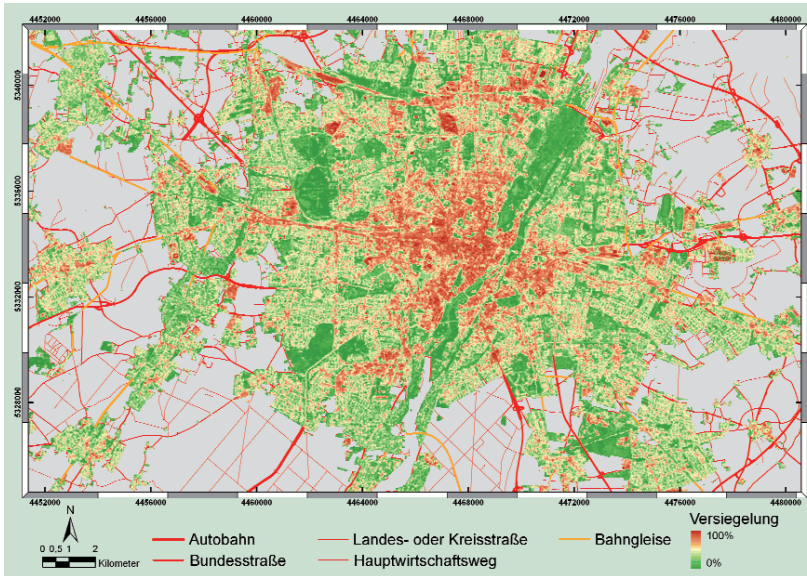 4452000 4456000 4460000 4464000 4468000 4472000 4476000 4480000
5340000
5336000
5332000
5328000
4452000 4456000 4460000 4464000 4468000 4472000 4476000 4480000
N
0 0,5 1 2
Kilometer
Autobahn
Bundesstraße
Landes- oder Kreisstraße
Hauptwirtschaftsweg
Bahngleise
Versiegelung
100%
0%